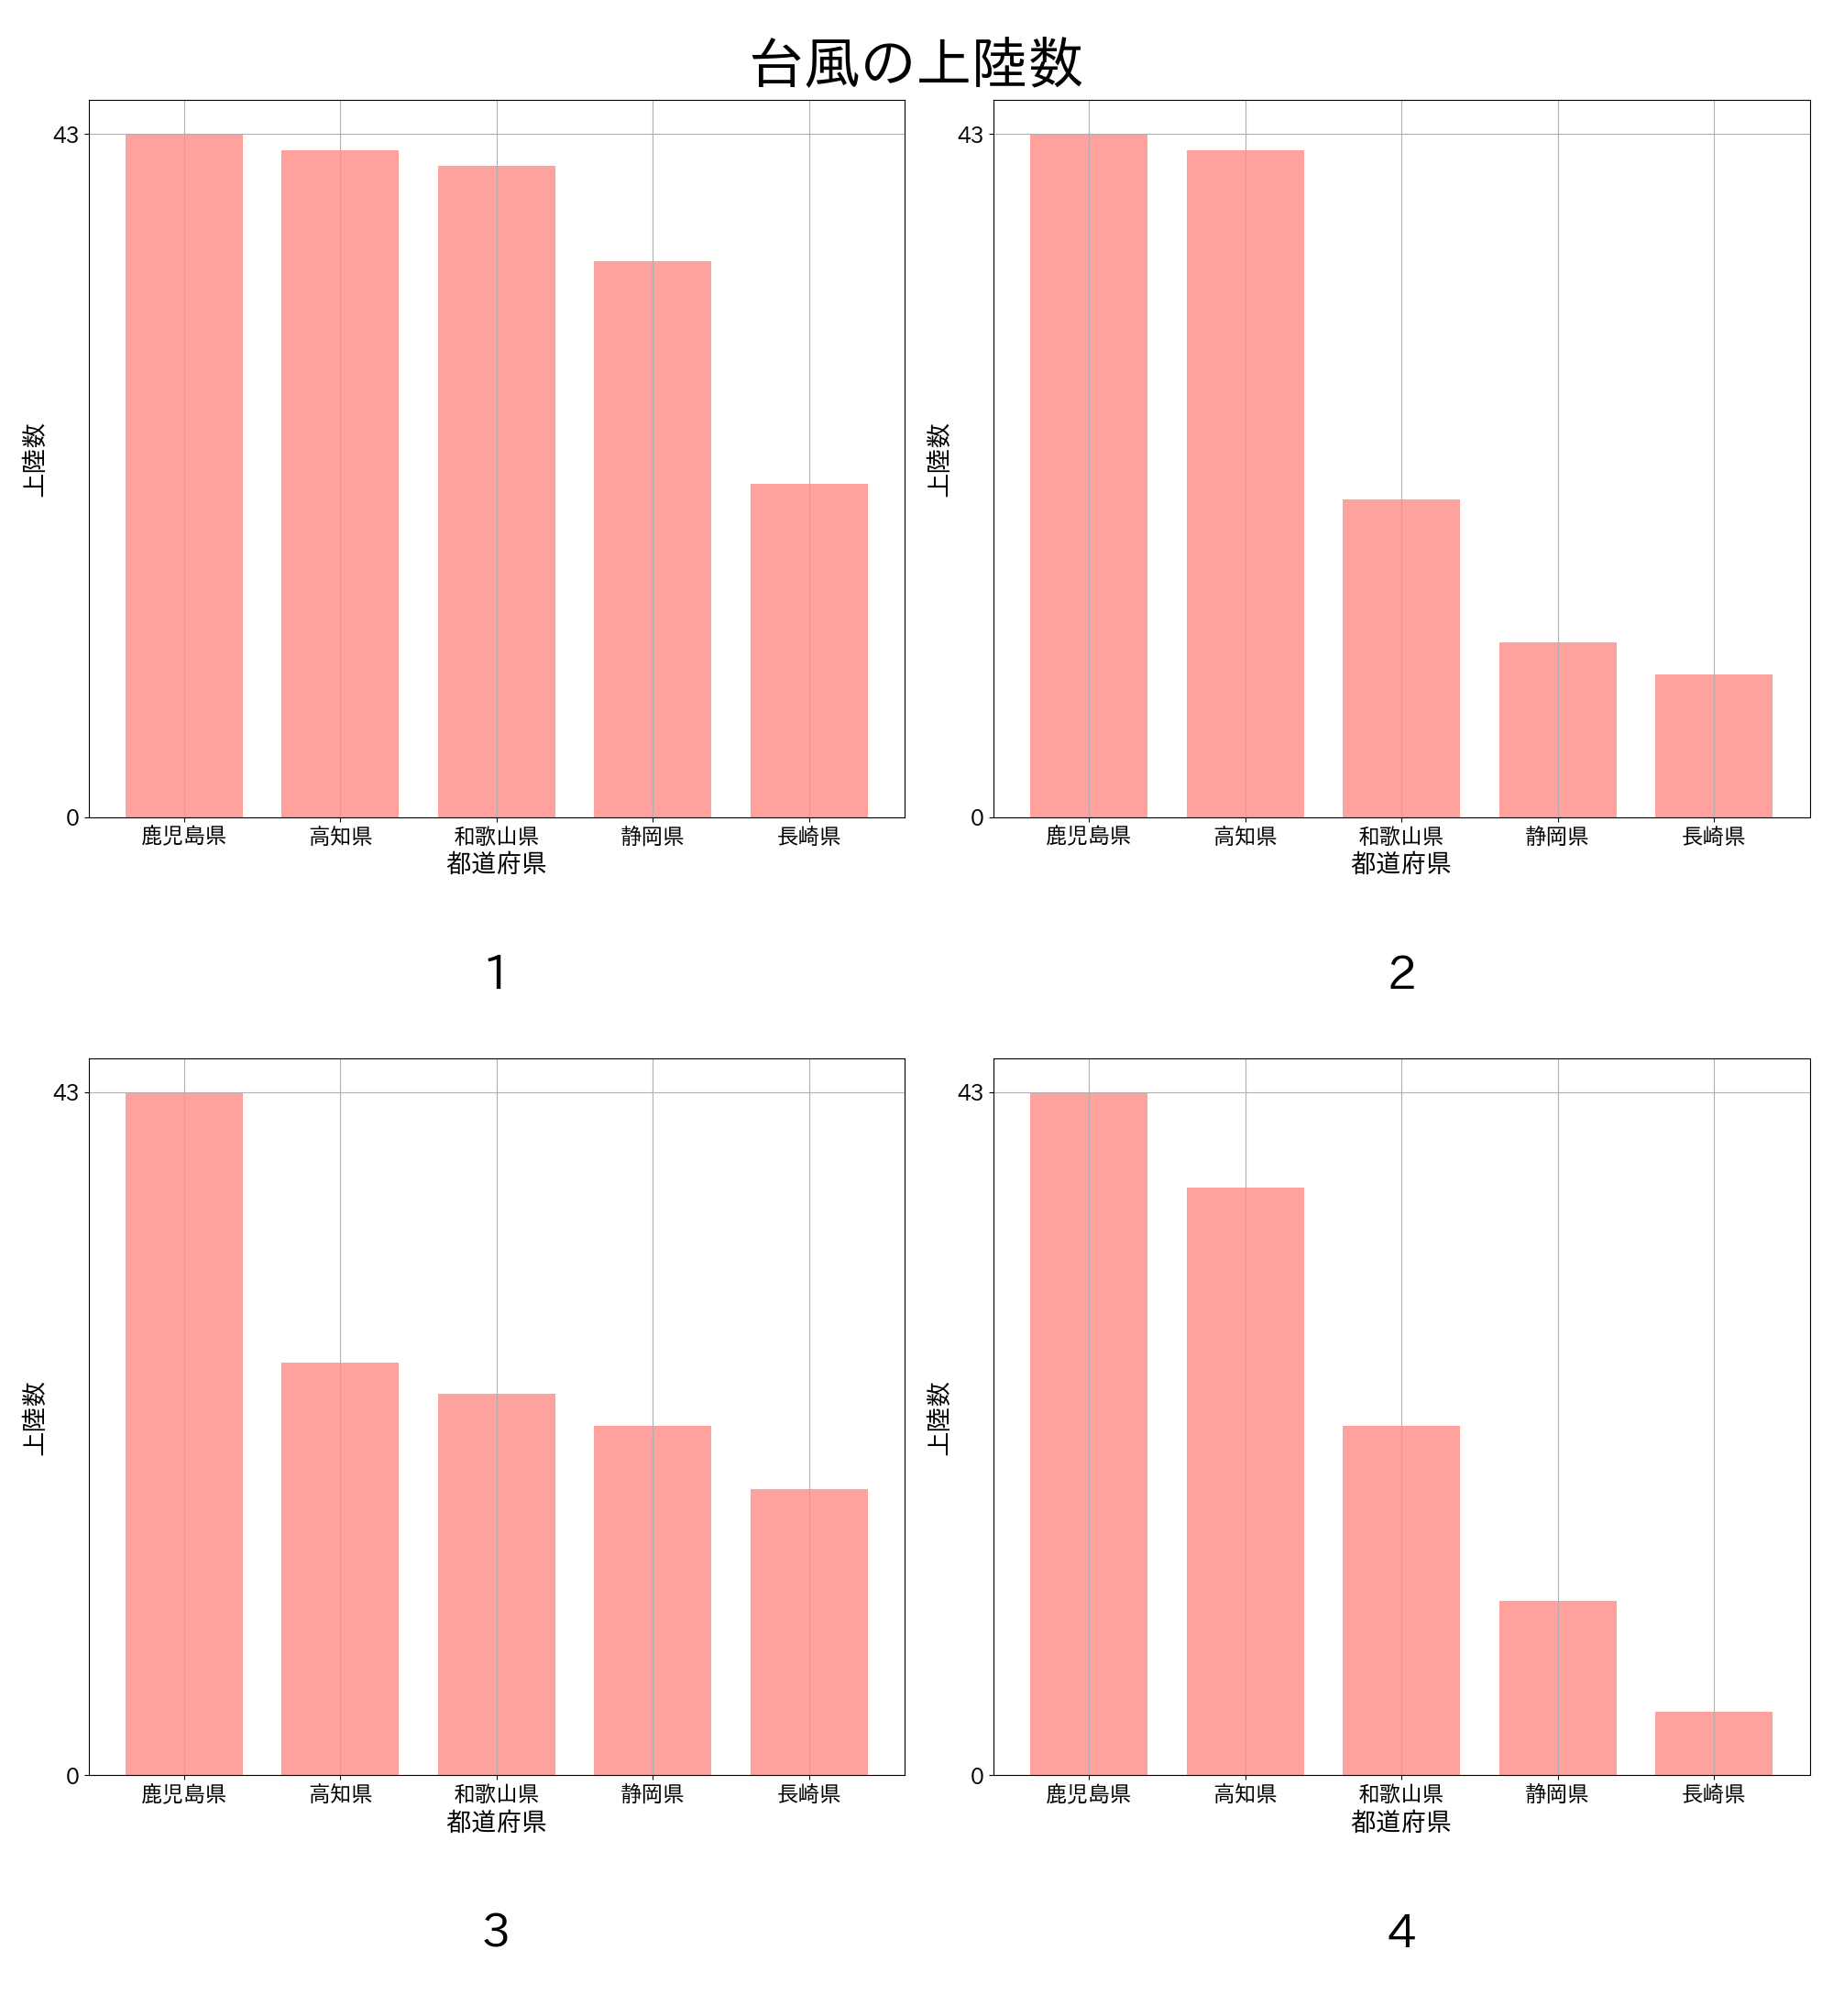 台風の上陸数
43
0
上陸数
鹿児島県 高知県 和歌山県 静岡県 長崎県
都道府県
1
43
0
上陸数
鹿児島県 高知県 和歌山県 静岡県 長崎県
都道府県
2
43
0
上陸数
鹿児島県 高知県 和歌山県 静岡県 長崎県
都道府県
3
43
0
上陸数
鹿児島県 高知県 和歌山県 静岡県 長崎県
都道府県
4